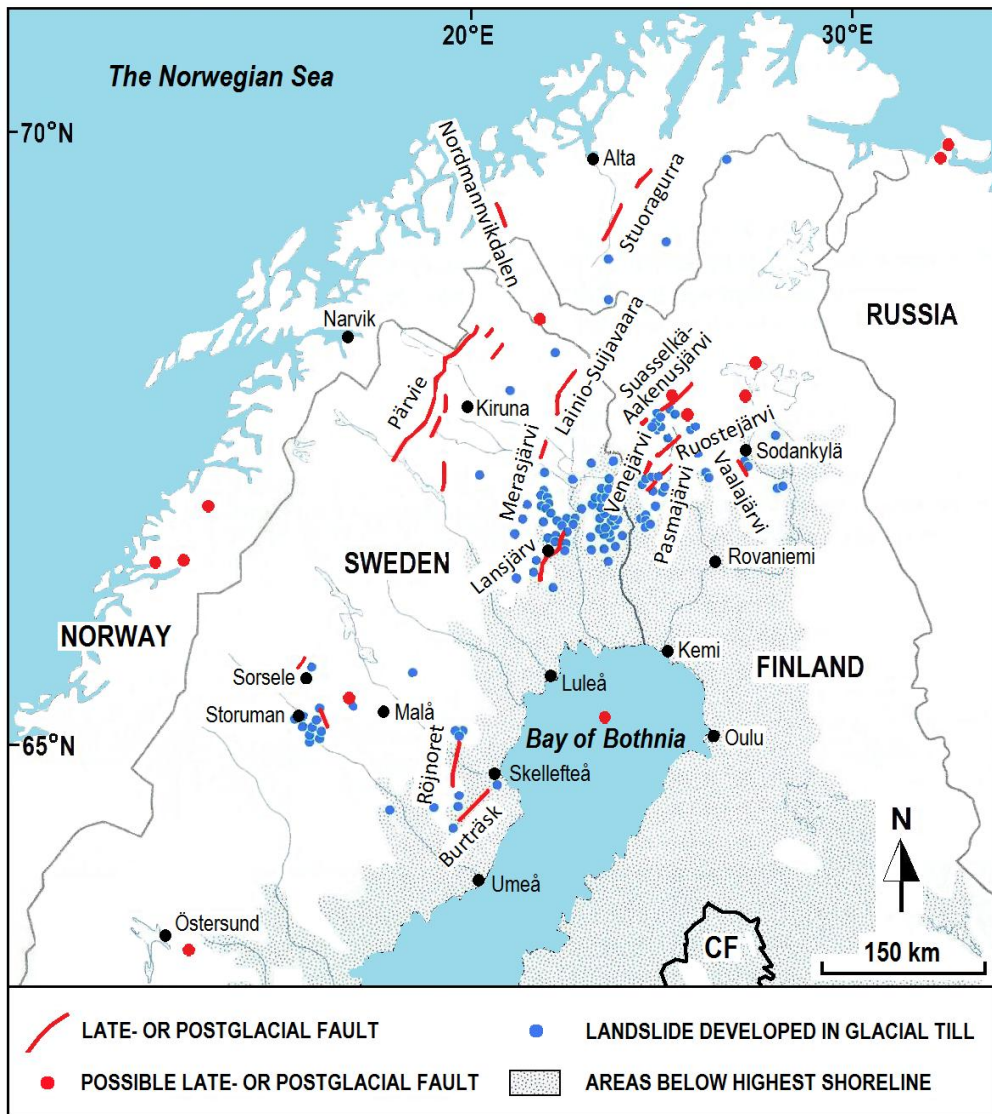 20°E
30°E
The Norwegian Sea
70°N
Nordmannvikdalen
Alta
Stuoragurra
Narvik
RUSSIA
Pärvie
Lainio-Suijavaara
Suasselkä-
Aakenusjärvi
Kiruna
Merasjärvi
Venejärvi
Ruostejärvi
Sodankylä
Vaalajärvi
Pasmajärvi
Lansjärv
Rovaniemi
SWEDEN
NORWAY
Kemi
FINLAND
Sorsele
Luleå
Storuman
Malå
65°N
Bay of Bothnia
Oulu
Röjnoret
Skellefteå
Burträsk
Umeå
N
Östersund
CF
150 km
LATE- OR POSTGLACIAL FAULT
LANDSLIDE DEVELOPED IN GLACIAL TILL
POSSIBLE LATE- OR POSTGLACIAL FAULT
AREAS BELOW HIGHEST SHORELINE